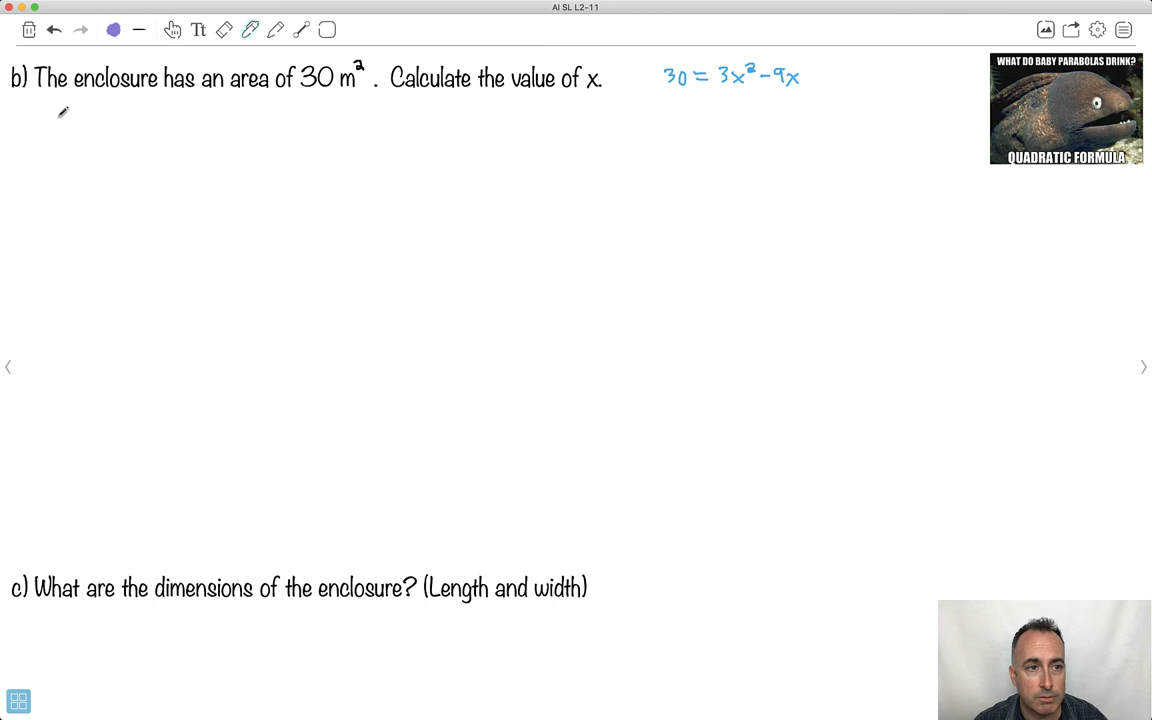 AI SL L2-11
Tt
b) The enclosure has an area of 30 m². Calculate the value of x.
30 = 3x² - 9x
WHAT DO BABY PARABOLAS DRINK?
QUADRATIC FORMULA
c) What are the dimensions of the enclosure? (Length and width)